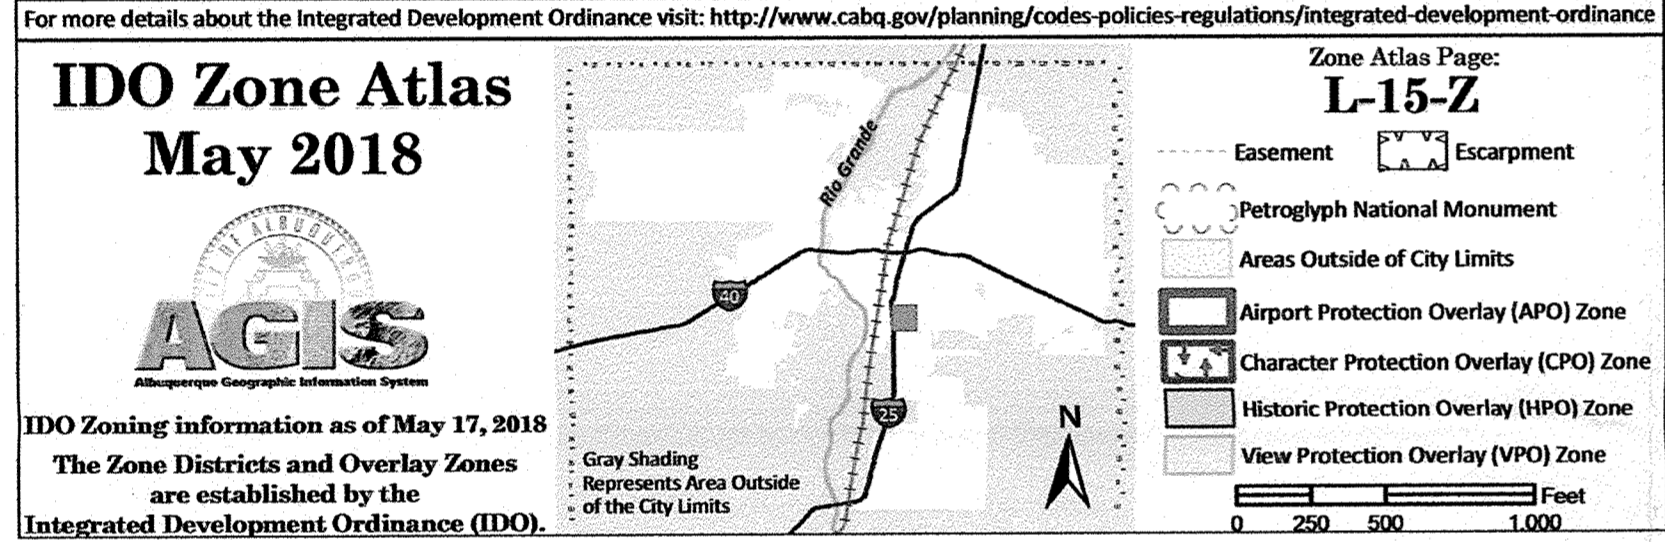 For more details about the Integrated Development Ordinance visit: http://www.cabq.gov/planning/codes-policies-regulations/integrated-development-ordinance
IDO Zone Atlas
May 2018
OF ALBUQUERQUE
AGIS
Albuquerque Geographic Information System
IDO Zoning information as of May 17, 2018
The Zone Districts and Overlay Zones
are established by the
Integrated Development Ordinance (IDO).
Rio Grande
40
25
N
Gray Shading
Represents Area Outside
of the City Limits
Zone Atlas Page:
L-15-Z
Easement
Escarpment
Petroglyph National Monument
Areas Outside of City Limits
Airport Protection Overlay (APO) Zone
Character Protection Overlay (CPO) Zone
Historic Protection Overlay (HPO) Zone
View Protection Overlay (VPO) Zone
Feet
0 250 500 1,000